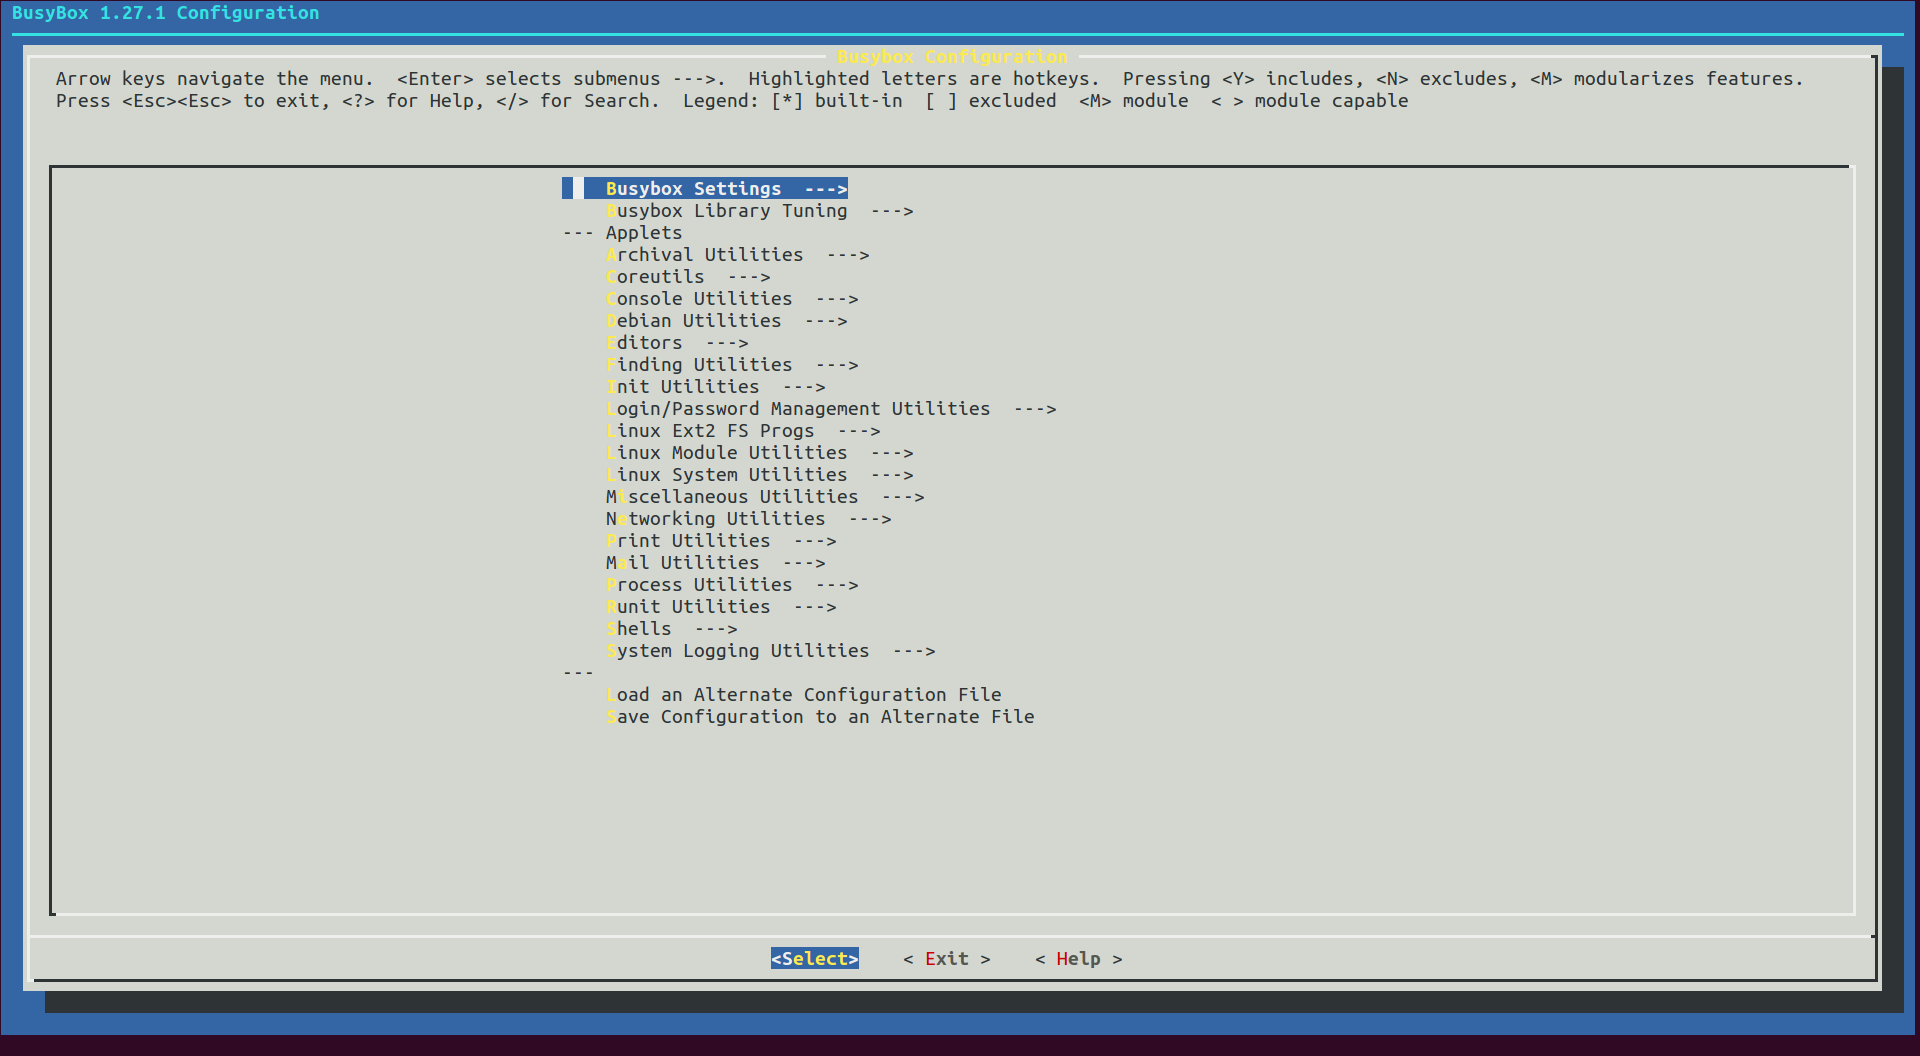 BusyBox 1.27.1 Configuration
Busybox Configuration
Arrow keys navigate the menu.  <Enter> selects submenus --->.  Highlighted letters are hotkeys.  Pressing <Y> includes, <N> excludes, <M> modularizes features.
Press <Esc><Esc> to exit, <?> for Help, </> for Search.  Legend: [*] built-in  [ ] excluded  <M> module  < > module capable
Busybox Settings  --->
Busybox Library Tuning  --->
--- Applets
Archival Utilities  --->
Coreutils  --->
Console Utilities  --->
Debian Utilities  --->
Editors  --->
Finding Utilities  --->
Init Utilities  --->
Login/Password Management Utilities  --->
Linux Ext2 FS Progs  --->
Linux Module Utilities  --->
Linux System Utilities  --->
Miscellaneous Utilities  --->
Networking Utilities  --->
Print Utilities  --->
Mail Utilities  --->
Process Utilities  --->
Runit Utilities  --->
Shells  --->
System Logging Utilities  --->
---
Load an Alternate Configuration File
Save Configuration to an Alternate File
<Select>    < Exit >    < Help >